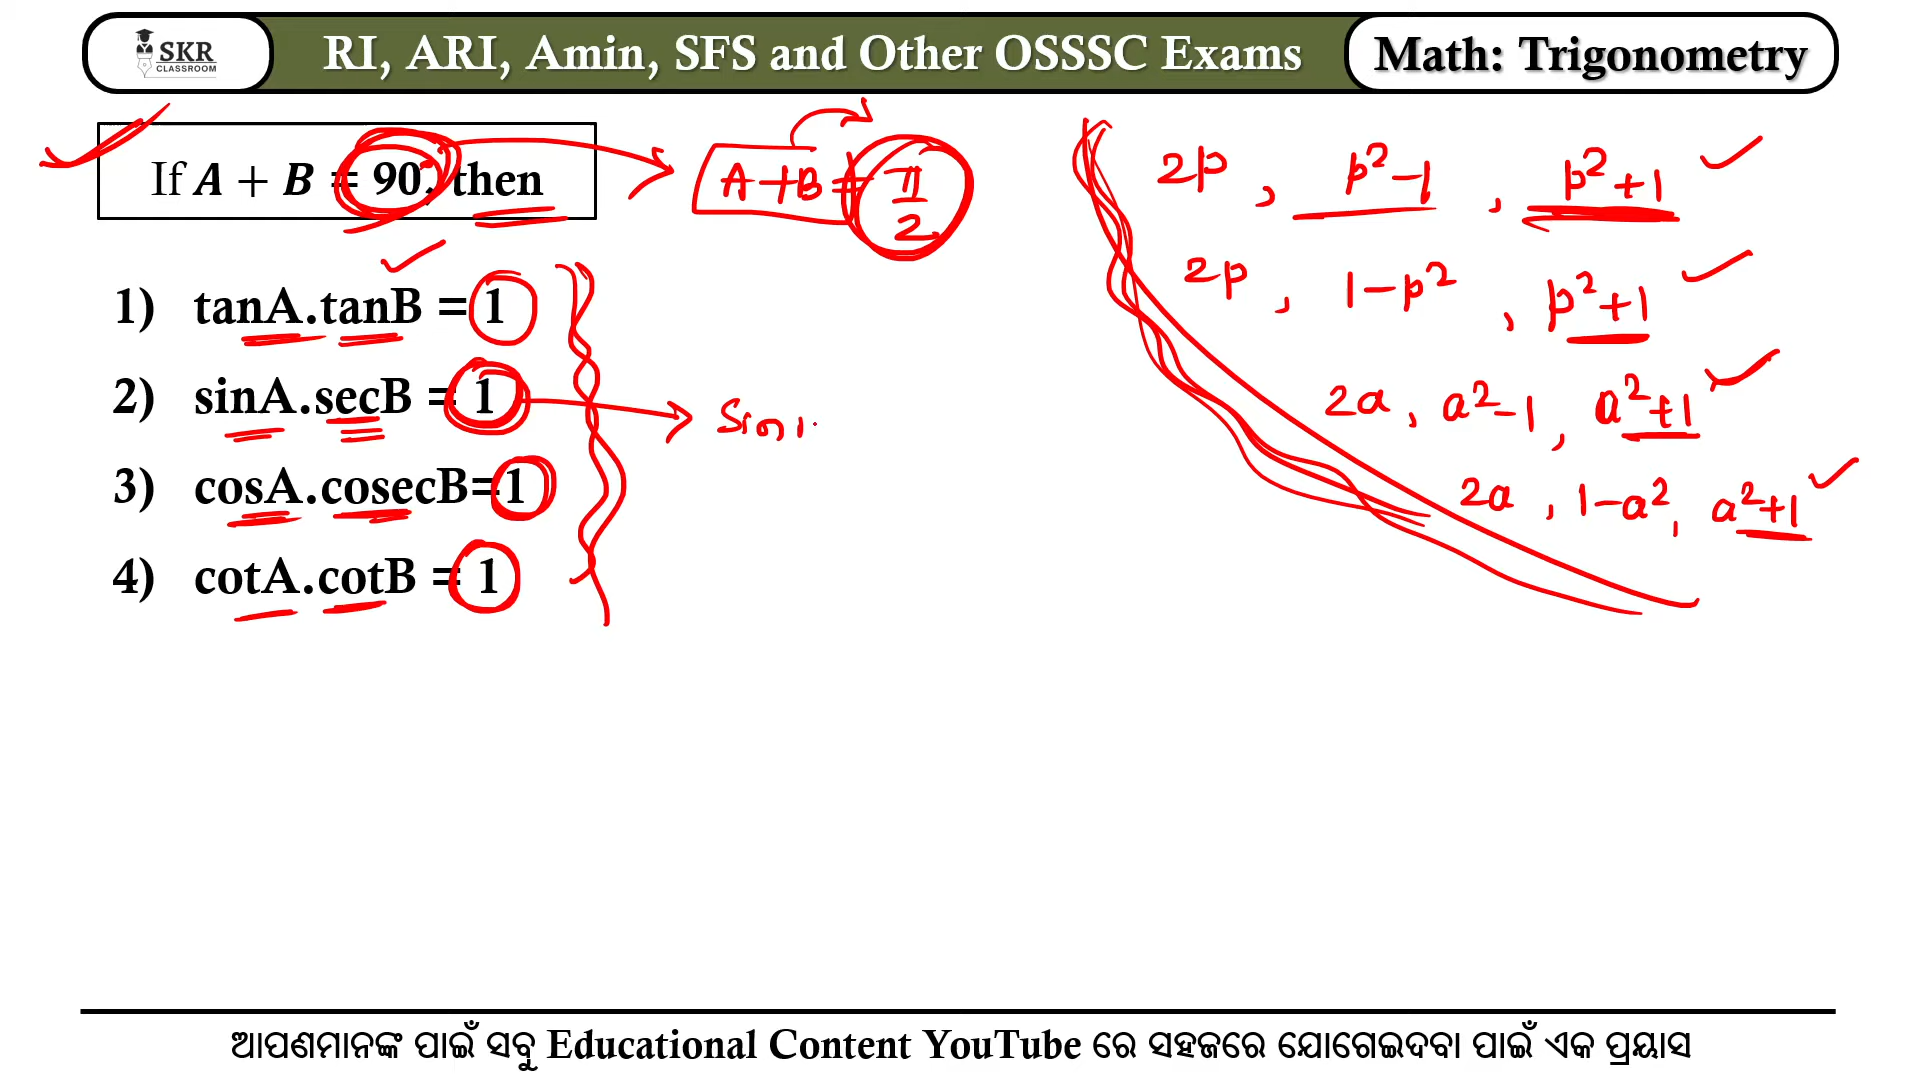 SKR
CLASSROOM
RI, ARI, Amin, SFS and Other OSSSC Exams
Math: Trigonometry
If A + B = 90, then
A+B = π/2
1) tanA.tanB = 1
2) sinA.secB = 1
3) cosA.cosecB=1
4) cotA.cotB = 1
2p, p²-1, p²+1
2p, 1-p², p²+1
2a, a²-1, a²+1
2a, 1-a², a²+1
ଆପଣମାନଙ୍କ ପାଇଁ ସବୁ Educational Content YouTube ରେ ସହଜରେ ଯୋଗେଇଦବା ପାଇଁ ଏକ ପ୍ରୟାସ